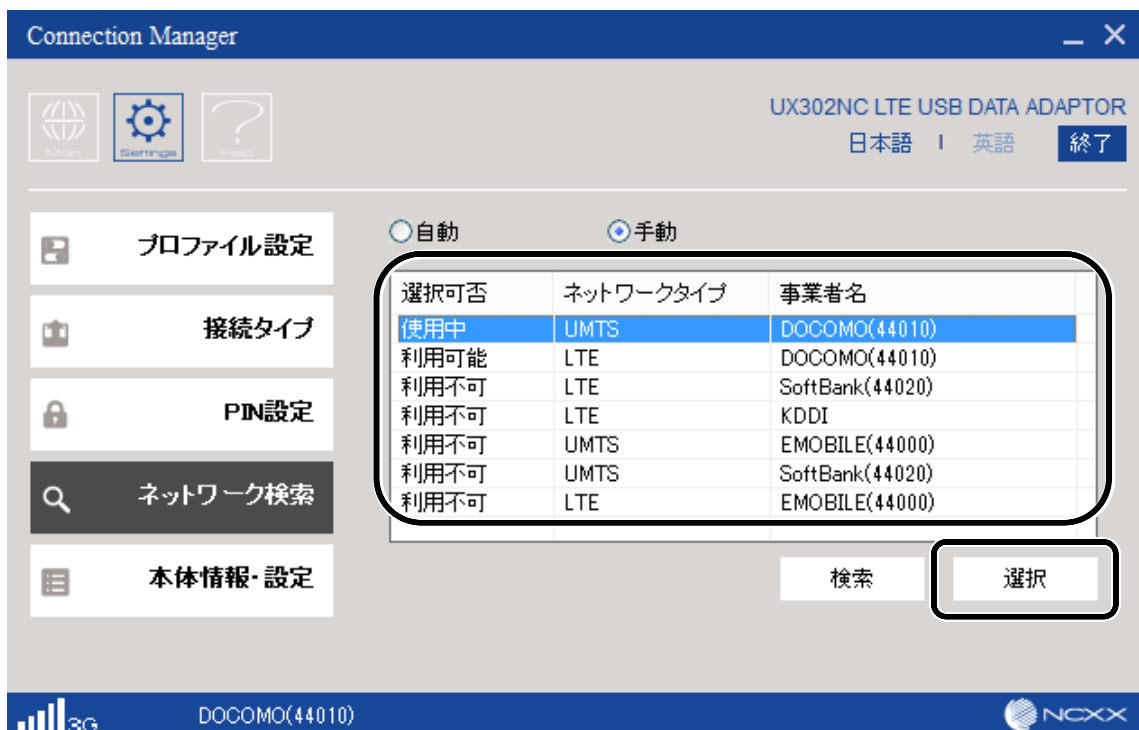 Connection Manager
Main
Settings
Help
UX302NC LTE USB DATA ADAPTOR
日本語 | 英語 終了
プロファイル設定
接続タイプ
PIN設定
ネットワーク検索
本体情報・設定
自動 手動
選択可否 ネットワークタイプ 事業者名
使用中 UMTS DOCOMO(44010)
利用可能 LTE DOCOMO(44010)
利用不可 LTE SoftBank(44020)
利用不可 LTE KDDI
利用不可 UMTS EMOBILE(44000)
利用不可 UMTS SoftBank(44020)
利用不可 LTE EMOBILE(44000)
検索 選択
3G DOCOMO(44010) NCXX